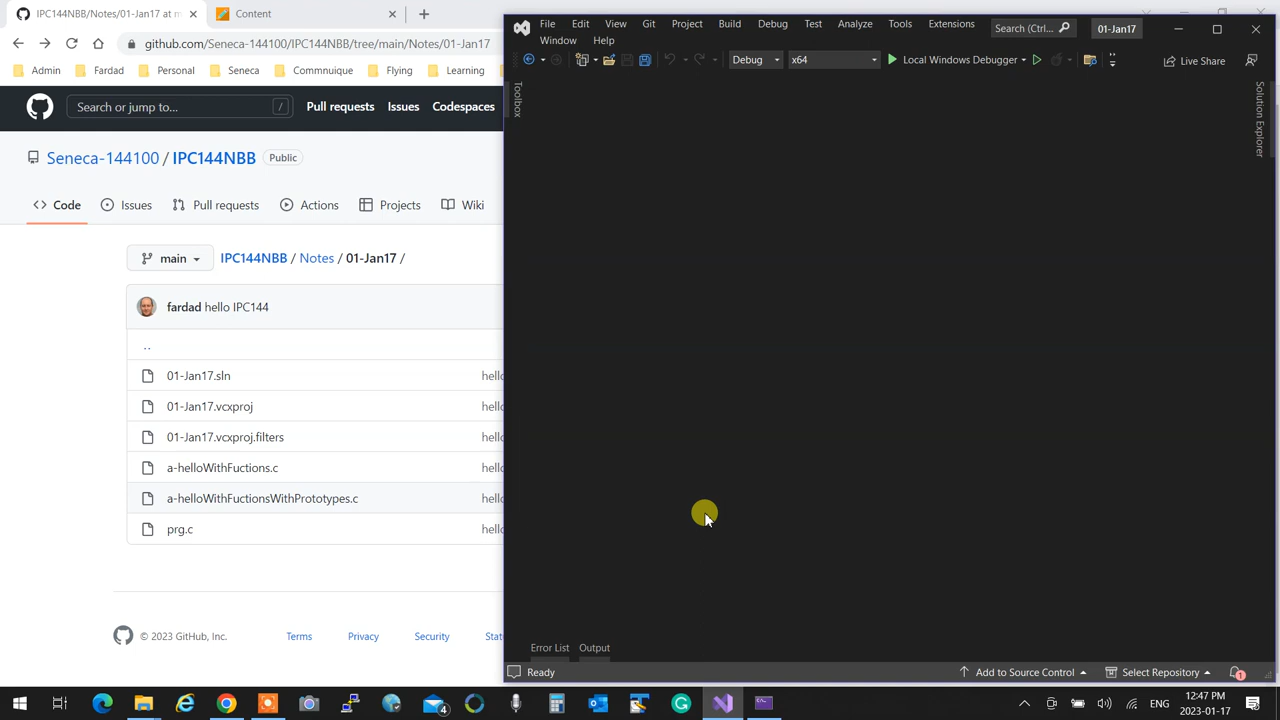 IPC144NBB/Notes/01-Jan17 at m
Content
github.com/Seneca-144100/IPC144NBB/tree/main/Notes/01-Jan17
Admin
Fardad
Personal
Seneca
Commnuique
Flying
Learning
Search or jump to...
/
Pull requests
Issues
Codespaces
Seneca-144100 / IPC144NBB
Public
Code
Issues
Pull requests
Actions
Projects
Wiki
main
IPC144NBB / Notes / 01-Jan17 /
fardad hello IPC144
..
01-Jan17.sln
hello
01-Jan17.vcxproj
hello
01-Jan17.vcxproj.filters
hello
a-helloWithFuctions.c
hello
a-helloWithFuctionsWithPrototypes.c
hello
prg.c
hello
© 2023 GitHub, Inc.
Terms
Privacy
Security
Stat
File
Edit
View
Git
Project
Build
Debug
Test
Analyze
Tools
Extensions
Window
Help
Search (Ctrl...
01-Jan17
Debug
x64
Local Windows Debugger
Live Share
Toolbox
Solution Explorer
Error List
Output
Ready
Add to Source Control
Select Repository
1
4
ENG
12:47 PM
2023-01-17